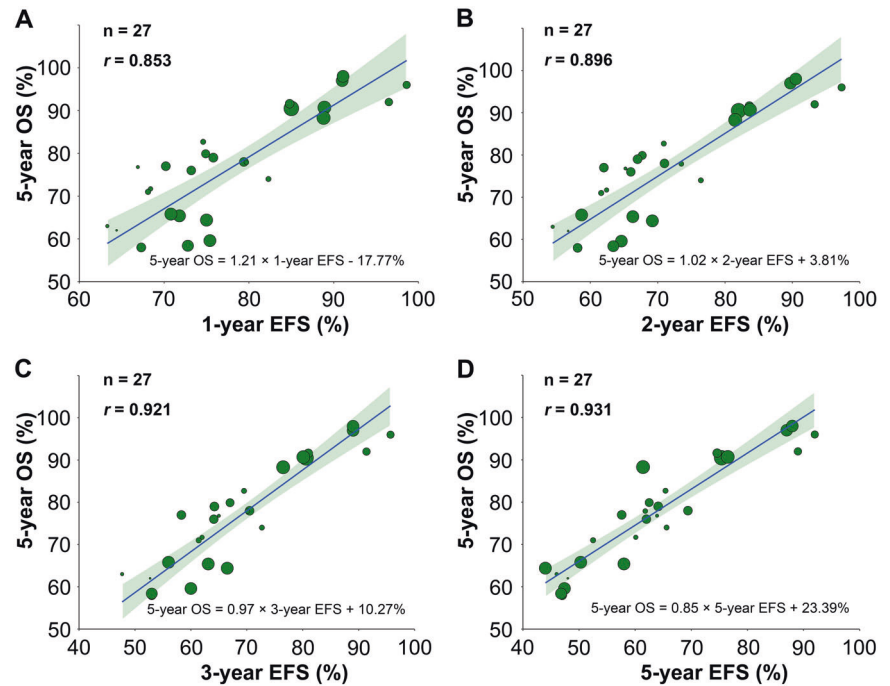 A
n = 27
r = 0.853
5-year OS (%)
100
90
80
70
60
50
5-year OS = 1.21 × 1-year EFS - 17.77%
60 70 80 90 100
1-year EFS (%)
B
n = 27
r = 0.896
5-year OS (%)
100
90
80
70
60
50
5-year OS = 1.02 × 2-year EFS + 3.81%
50 60 70 80 90 100
2-year EFS (%)
C
n = 27
r = 0.921
5-year OS (%)
100
90
80
70
60
50
5-year OS = 0.97 × 3-year EFS + 10.27%
40 50 60 70 80 90 100
3-year EFS (%)
D
n = 27
r = 0.931
5-year OS (%)
100
90
80
70
60
50
5-year OS = 0.85 × 5-year EFS + 23.39%
40 50 60 70 80 90 100
5-year EFS (%)